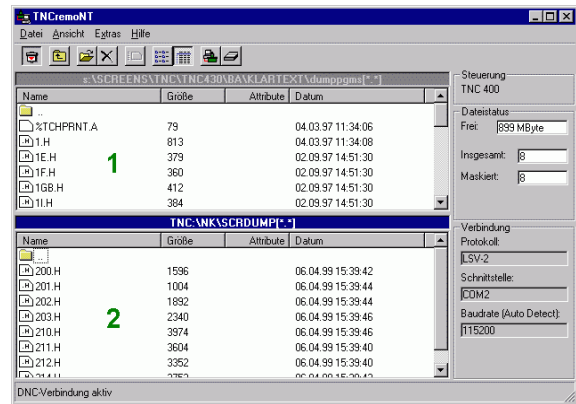 TNCremoNT
Datei Ansicht Extras Hilfe
s:\SCREENS\TNC\TNC430\BA\KLARTEXT\dumppgms[*.*]
Name Größe Attribute Datum
..
%TCHPRNT.A 79 04.03.97 11:34:06
1.H 813 04.03.97 11:34:08
1E.H 379 02.09.97 14:51:30
1F.H 360 02.09.97 14:51:30
1GB.H 412 02.09.97 14:51:30
1I.H 384 02.09.97 14:51:30
1
TNC:\NK\SCRDUMP[*.*]
Name Größe Attribute Datum
..
200.H 1596 06.04.99 15:39:42
201.H 1004 06.04.99 15:39:44
202.H 1892 06.04.99 15:39:44
203.H 2340 06.04.99 15:39:46
210.H 3974 06.04.99 15:39:46
211.H 3604 06.04.99 15:39:40
212.H 3352 06.04.99 15:39:40
2
Steuerung
TNC 400
Dateistatus
Frei: 899 MByte
Insgesamt: 8
Maskiert: 8
Verbindung
Protokoll:
LSV-2
Schnittstelle:
COM2
Baudrate (Auto Detect):
115200
DNC-Verbindung aktiv